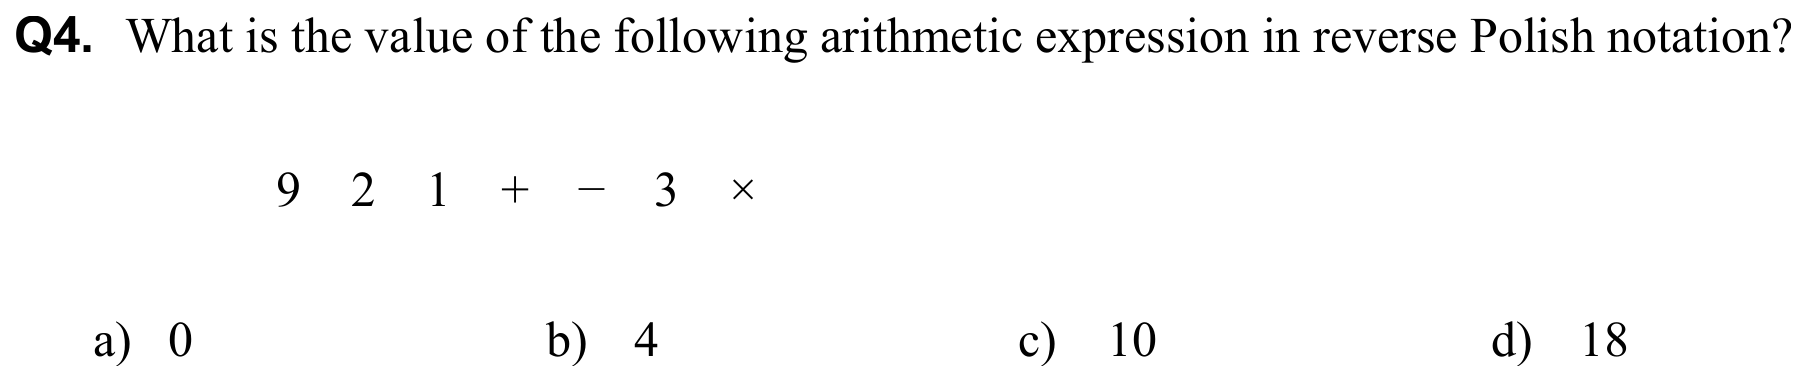 Q4. What is the value of the following arithmetic expression in reverse Polish notation?
9 2 1 + − 3 ×
a) 0 b) 4 c) 10 d) 18